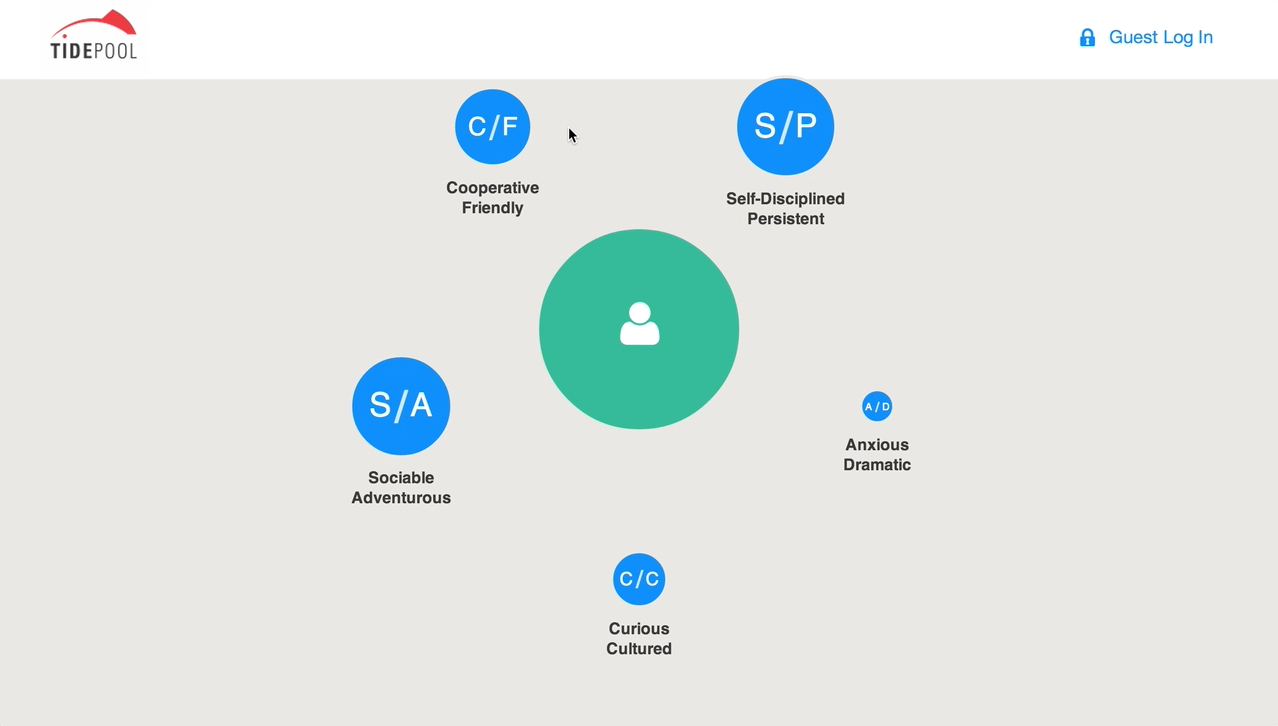 TIDEPOOL
Guest Log In
C/F
Cooperative
Friendly
S/P
Self-Disciplined
Persistent
S/A
Sociable
Adventurous
A/D
Anxious
Dramatic
C/C
Curious
Cultured